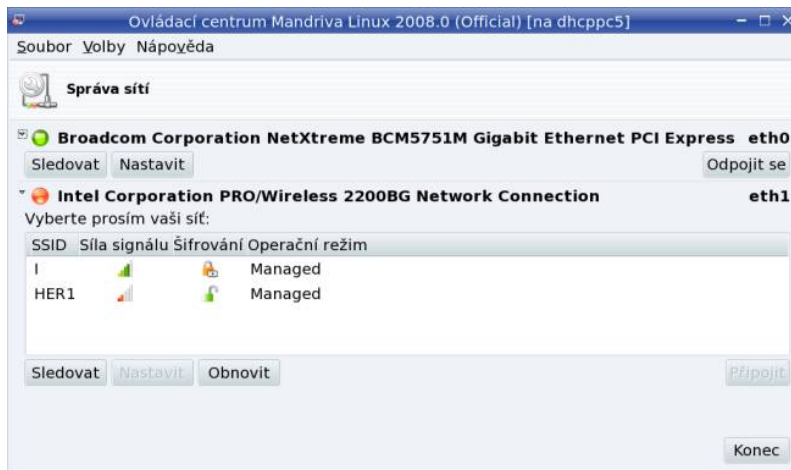 Ovládací centrum Mandriva Linux 2008.0 (Official) [na dhcppc5]
Soubor Volby Nápověda
Správa sítí
Broadcom Corporation NetXtreme BCM5751M Gigabit Ethernet PCI Express eth0
Sledovat Nastavit Odpojit se
Intel Corporation PRO/Wireless 2200BG Network Connection eth1
Vyberte prosím vaši síť:
SSID Síla signálu Šifrování Operační režim
I Managed
HER1 Managed
Sledovat Nastavit Obnovit Připojit
Konec